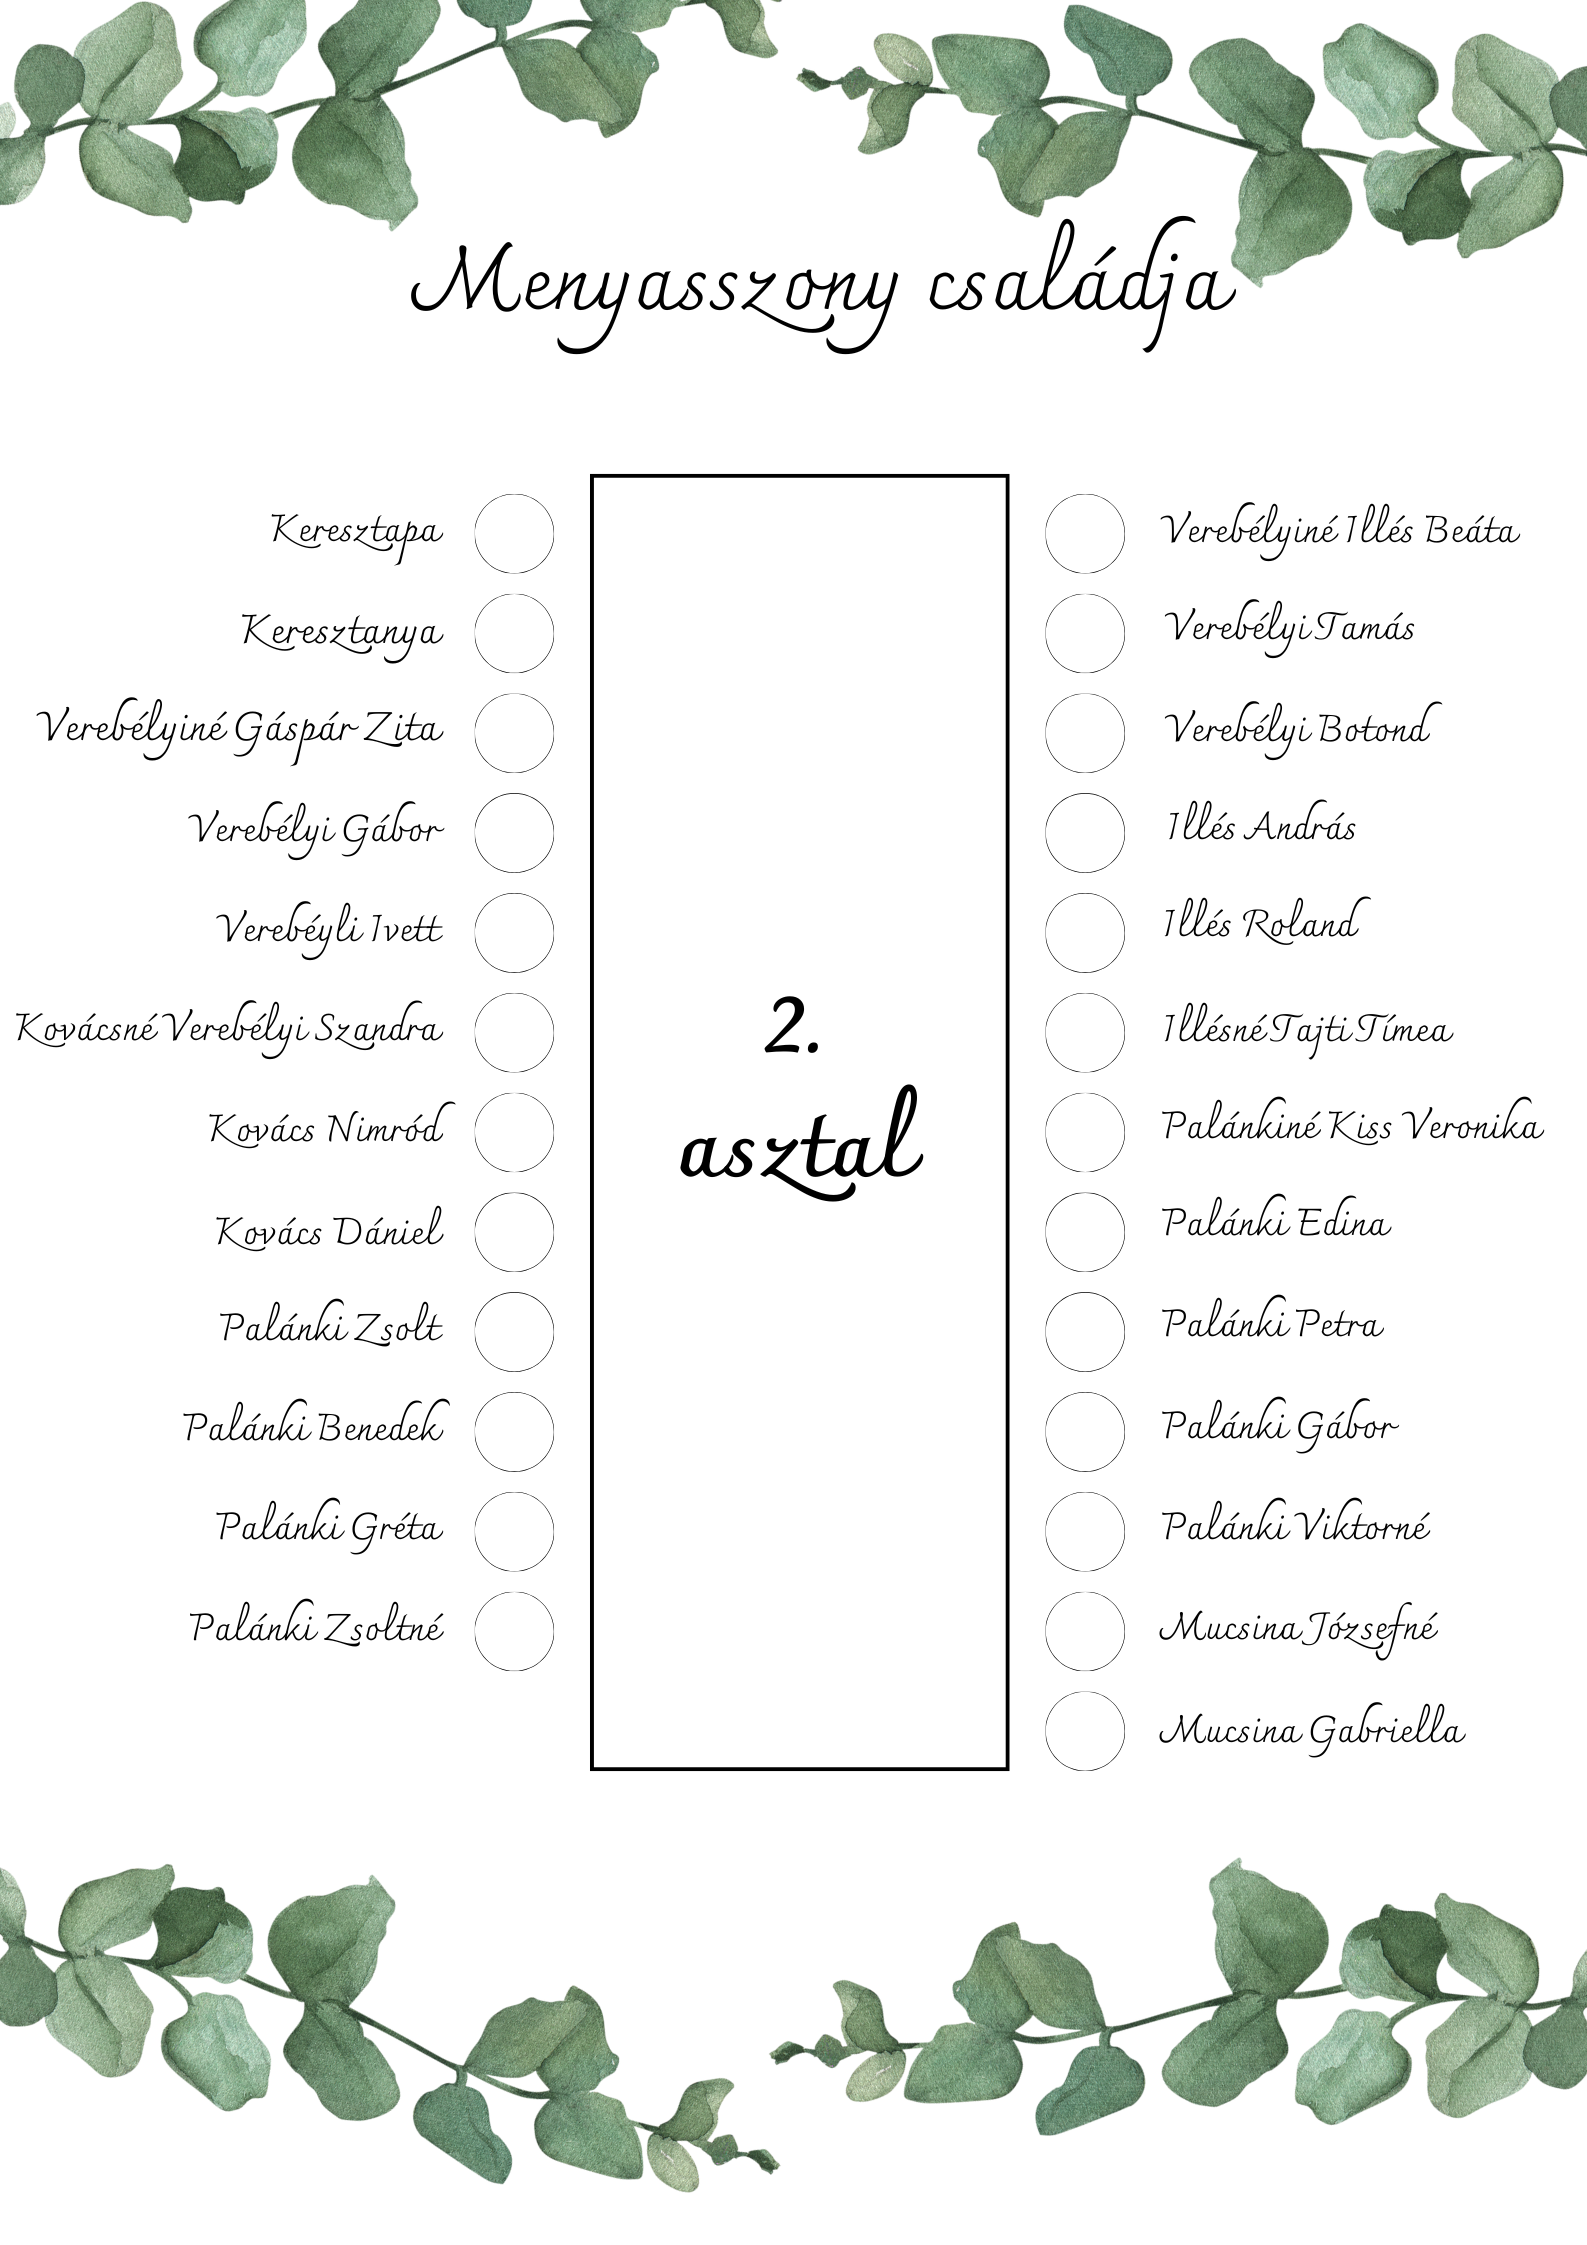 Menyasszony családja
Keresztapa
Keresztanya
Verebélyiné Gáspár Zita
Verebélyi Gábor
Verebéyli Ivett
Kovácsné Verebélyi Szandra
Kovács Nimród
Kovács Dániel
Palánki Zsolt
Palánki Benedek
Palánki Gréta
Palánki Zsoltné
2.
asztal
Verebélyiné Illés Beáta
Verebélyi Tamás
Verebélyi Botond
Illés András
Illés Roland
Illésné Tajti Tímea
Palánkiné Kiss Veronika
Palánki Edina
Palánki Petra
Palánki Gábor
Palánki Viktorné
Mucsina Józsefné
Mucsina Gabriella